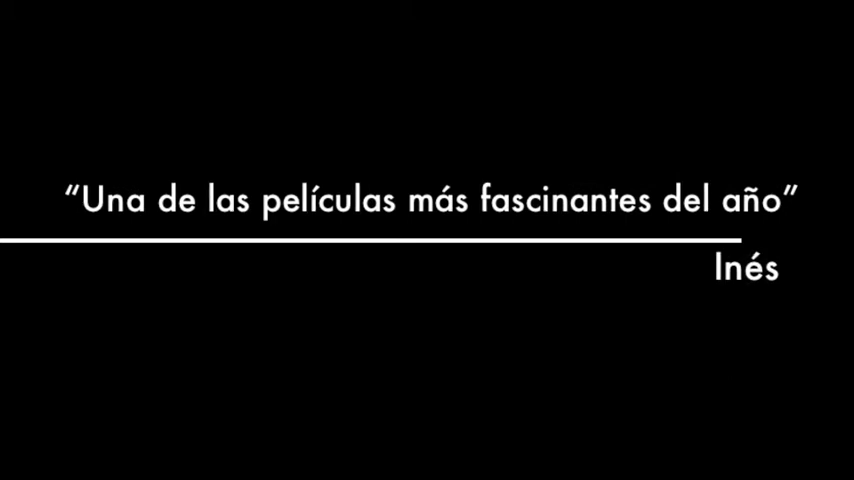 “Una de las películas más fascinantes del año”
Inés